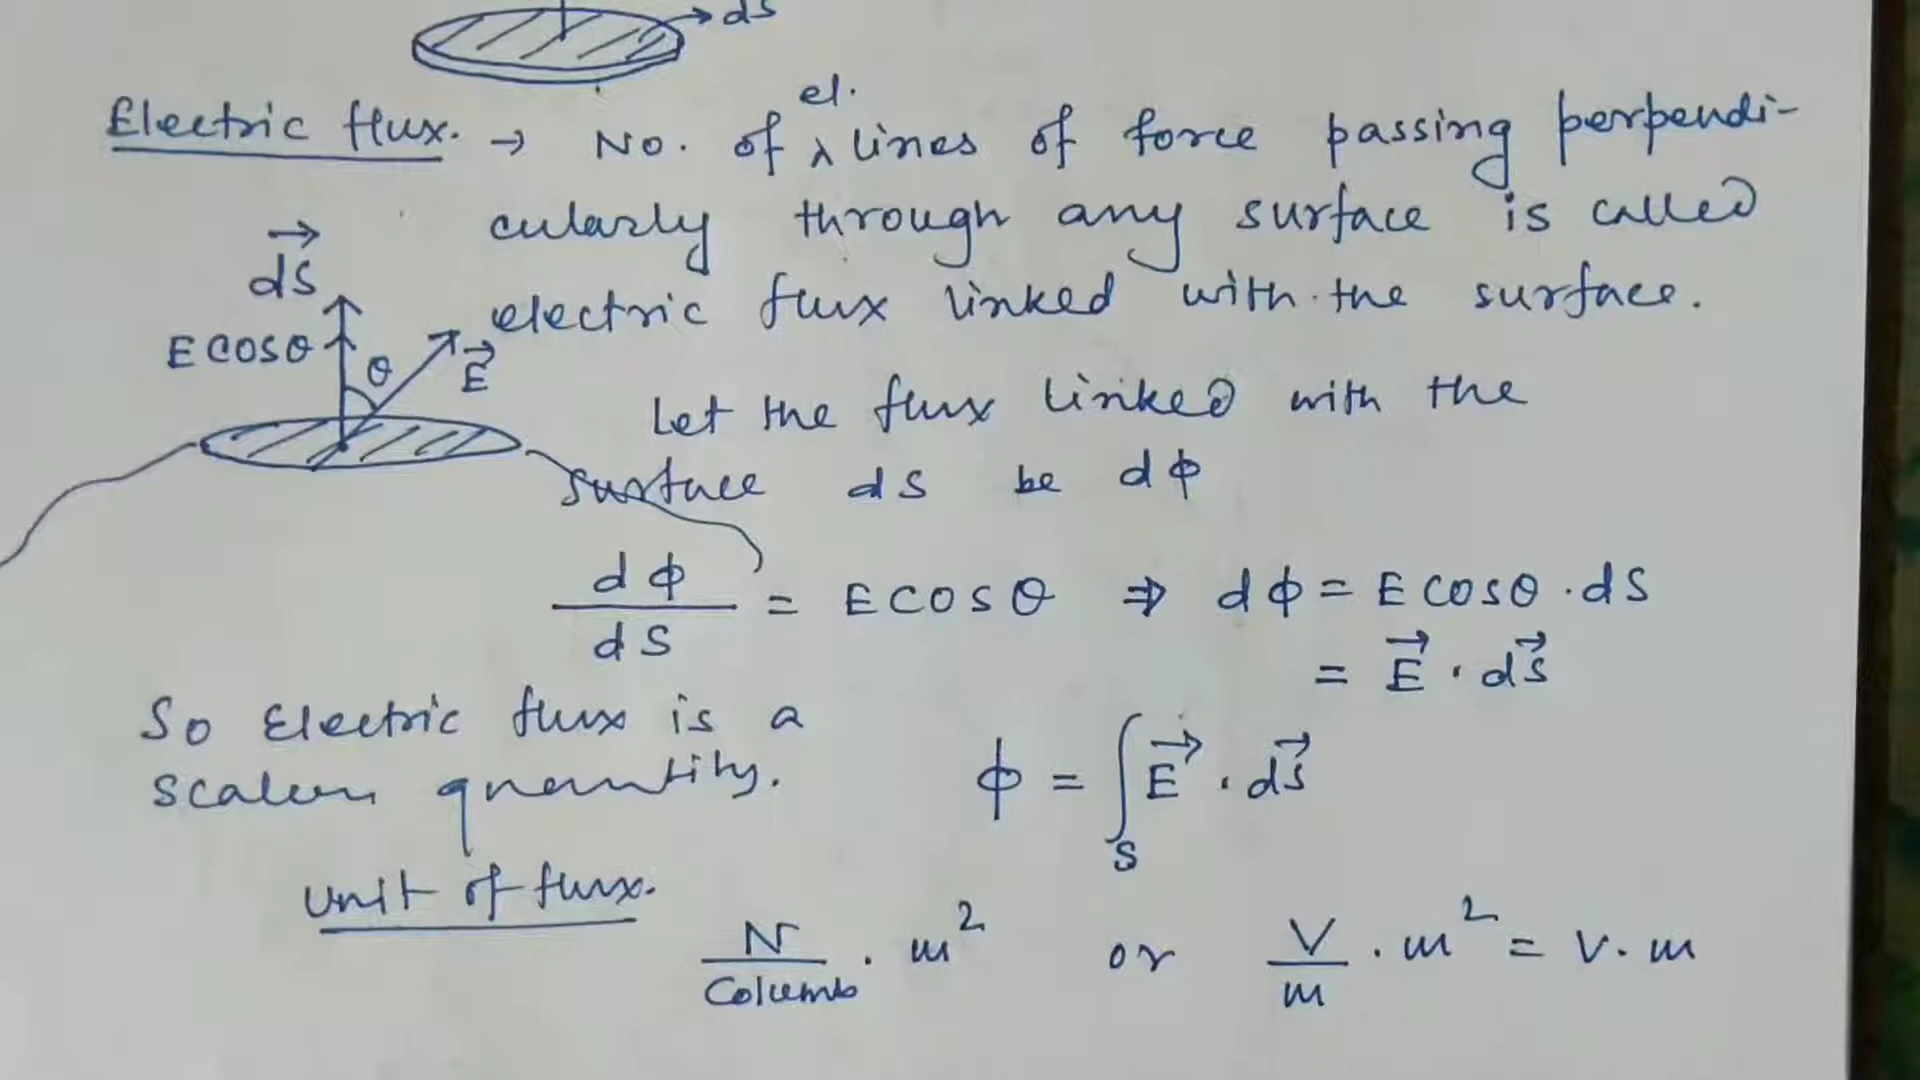 ds
Electric flux. → No. of el. lines of force passing perpendi-
cularly through any surface is called
electric flux linked with the surface.
→ds
E cosθ θ →E
Let the flux linked with the
surface ds be dϕ
dϕ/ds = E cosθ ⇒ dϕ = E cosθ · ds
= →E · d→s
So Electric flux is a
scalar quantity.
ϕ = ∫S →E · d→s
Unit of flux.
N/Columb · m² or V/m · m² = V · m